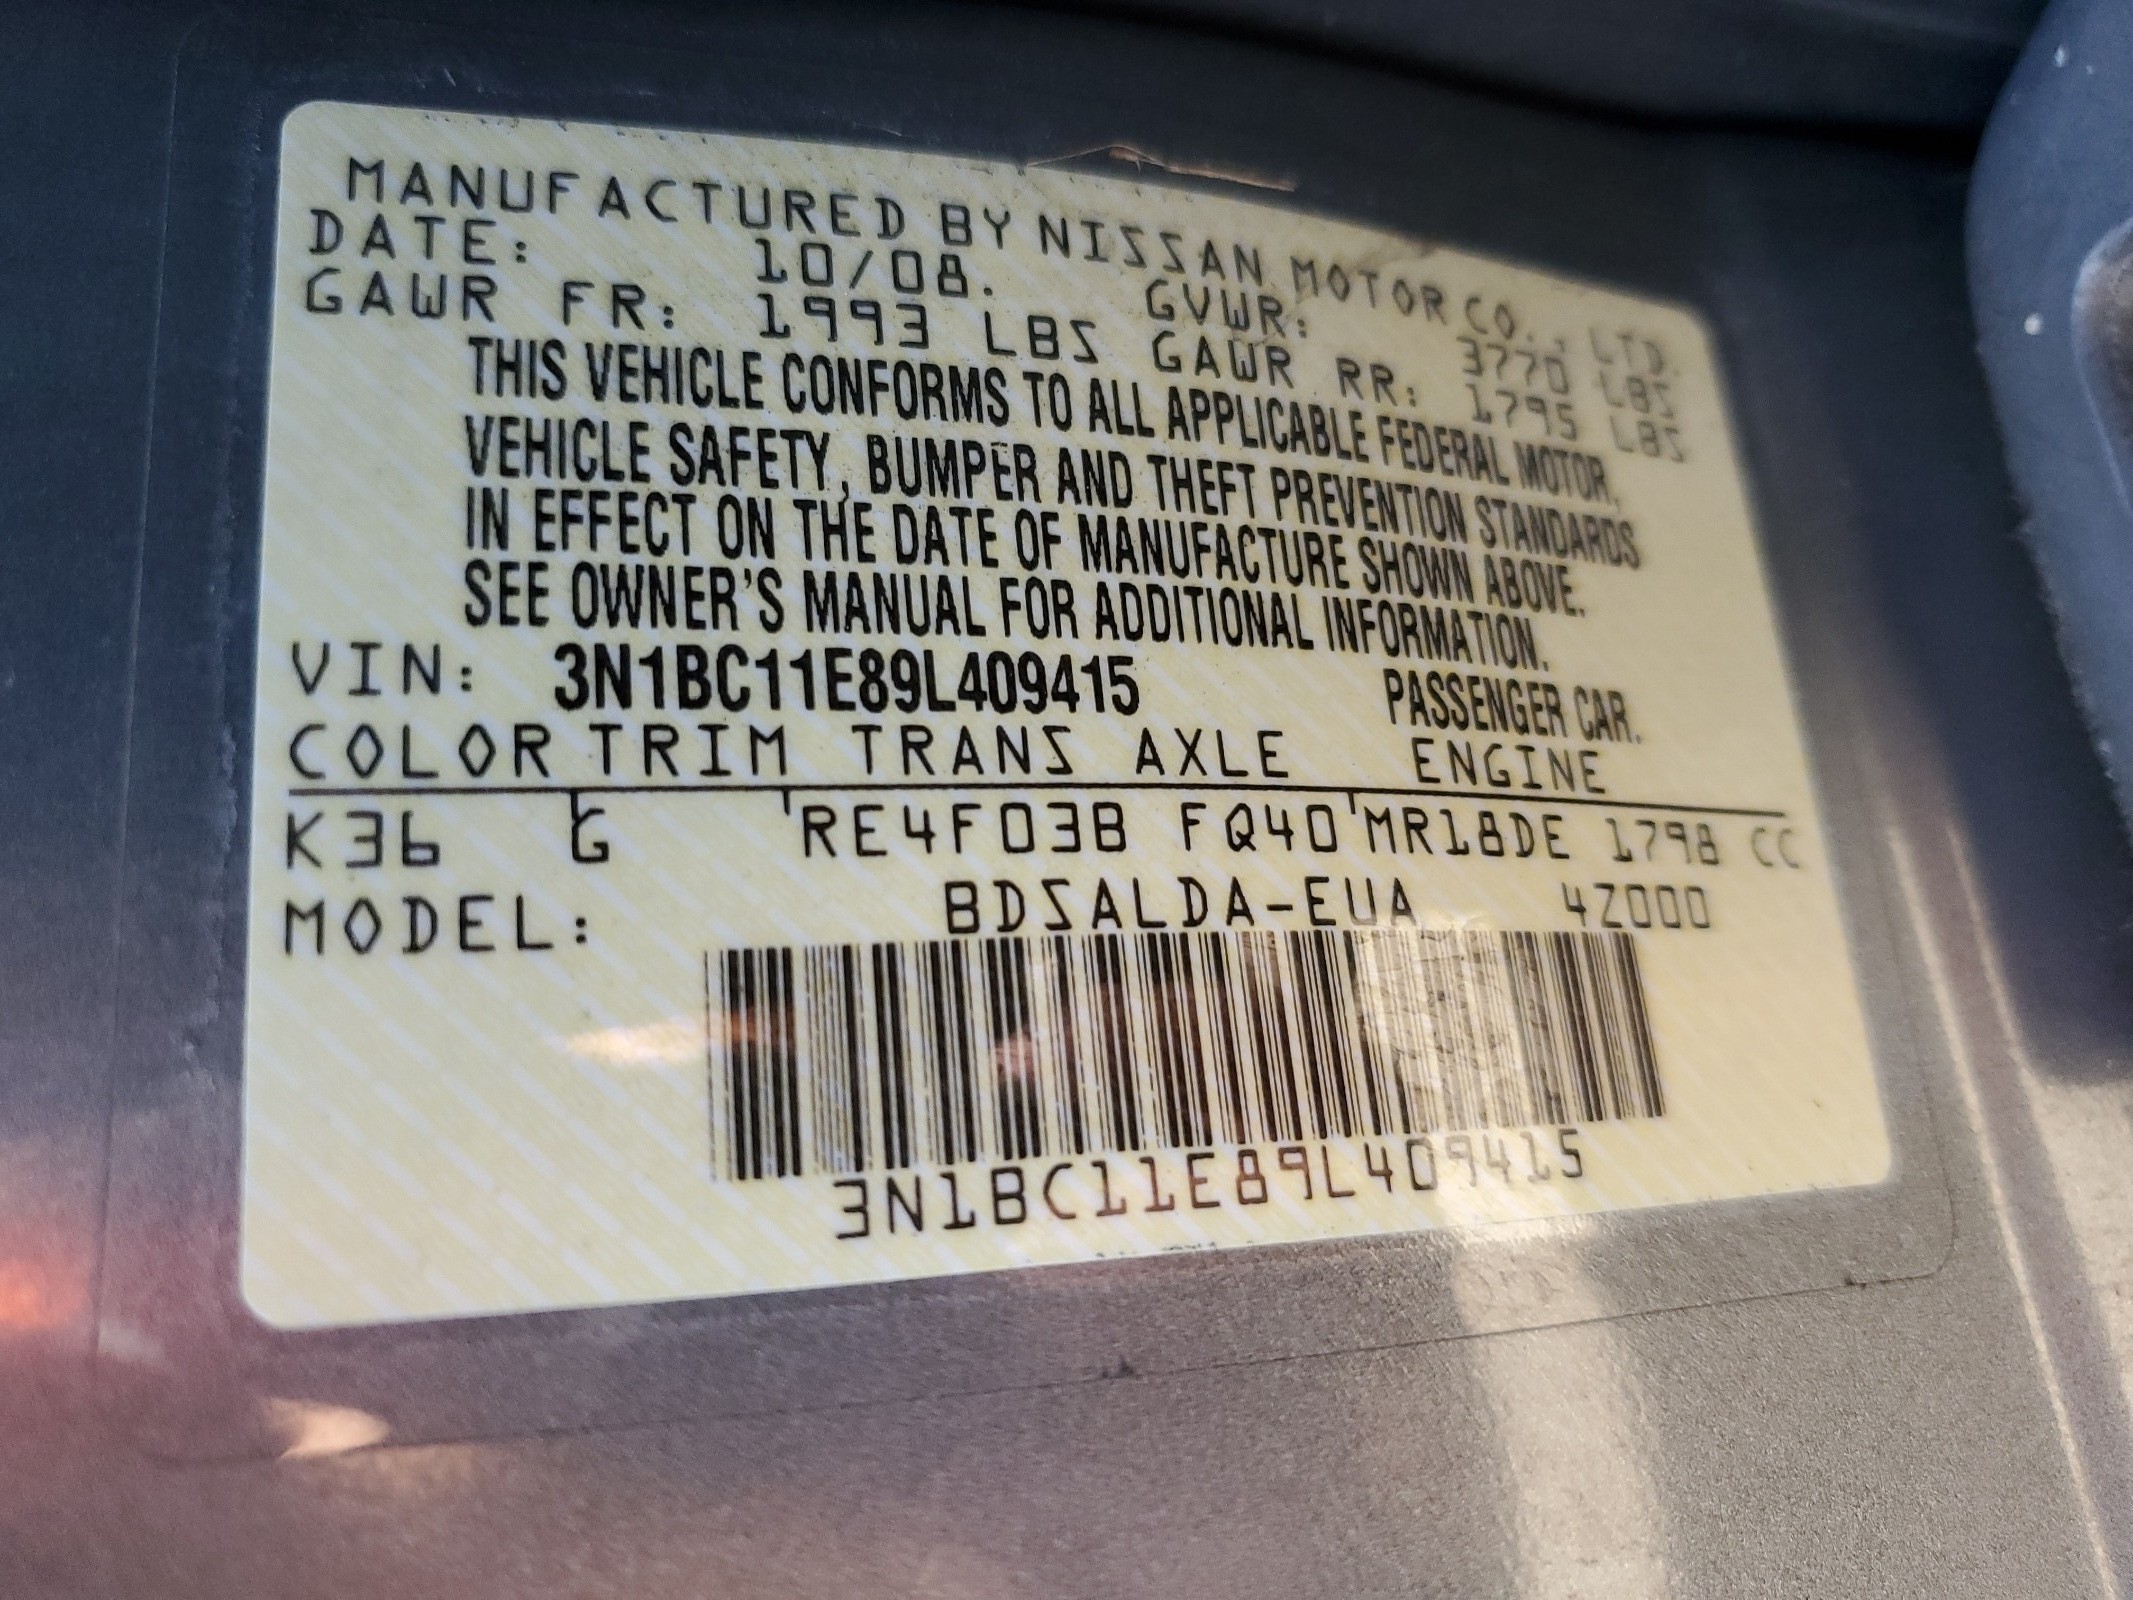 MANUFACTURED BY NISSAN MOTOR CO., LTD.
DATE: 10/08. GVWR: 3770 LBS
GAWR FR: 1993 LBS GAWR RR: 1795 LBS
THIS VEHICLE CONFORMS TO ALL APPLICABLE FEDERAL MOTOR,
VEHICLE SAFETY, BUMPER AND THEFT PREVENTION STANDARDS
IN EFFECT ON THE DATE OF MANUFACTURE SHOWN ABOVE.
SEE OWNER'S MANUAL FOR ADDITIONAL INFORMATION.
VIN: 3N1BC11E89L409415 PASSENGER CAR.
COLOR TRIM TRANS AXLE ENGINE
K36 G RE4F03B FQ40 MR18DE 1798 CC
MODEL: BDSALDA-EUA 4Z000
3N1BC11E89L409415